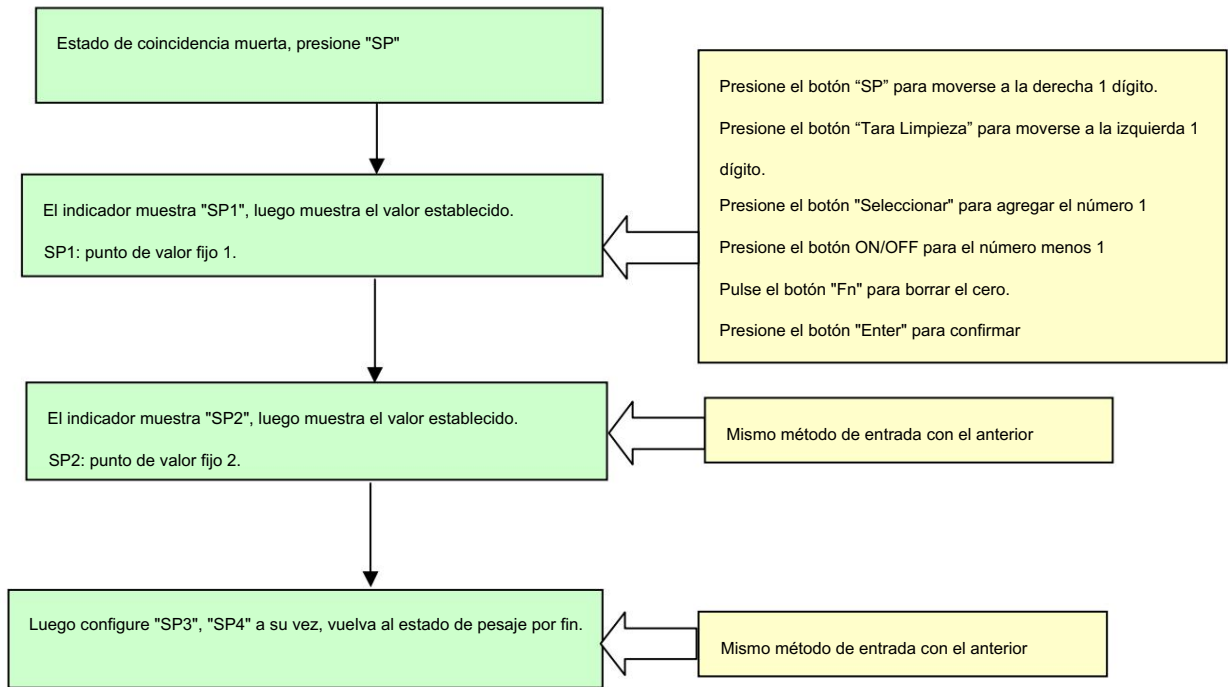 Estado de coincidencia muerta, presione "SP"
Presione el botón “SP” para moverse a la derecha 1 dígito.
Presione el botón “Tara Limpieza” para moverse a la izquierda 1
dígito.
Presione el botón "Seleccionar" para agregar el número 1
Presione el botón ON/OFF para el número menos 1
Pulse el botón "Fn" para borrar el cero.
Presione el botón "Enter" para confirmar
El indicador muestra "SP1", luego muestra el valor establecido.
SP1: punto de valor fijo 1.
El indicador muestra "SP2", luego muestra el valor establecido.
SP2: punto de valor fijo 2.
Mismo método de entrada con el anterior
Luego configure "SP3", "SP4" a su vez, vuelva al estado de pesaje por fin.
Mismo método de entrada con el anterior